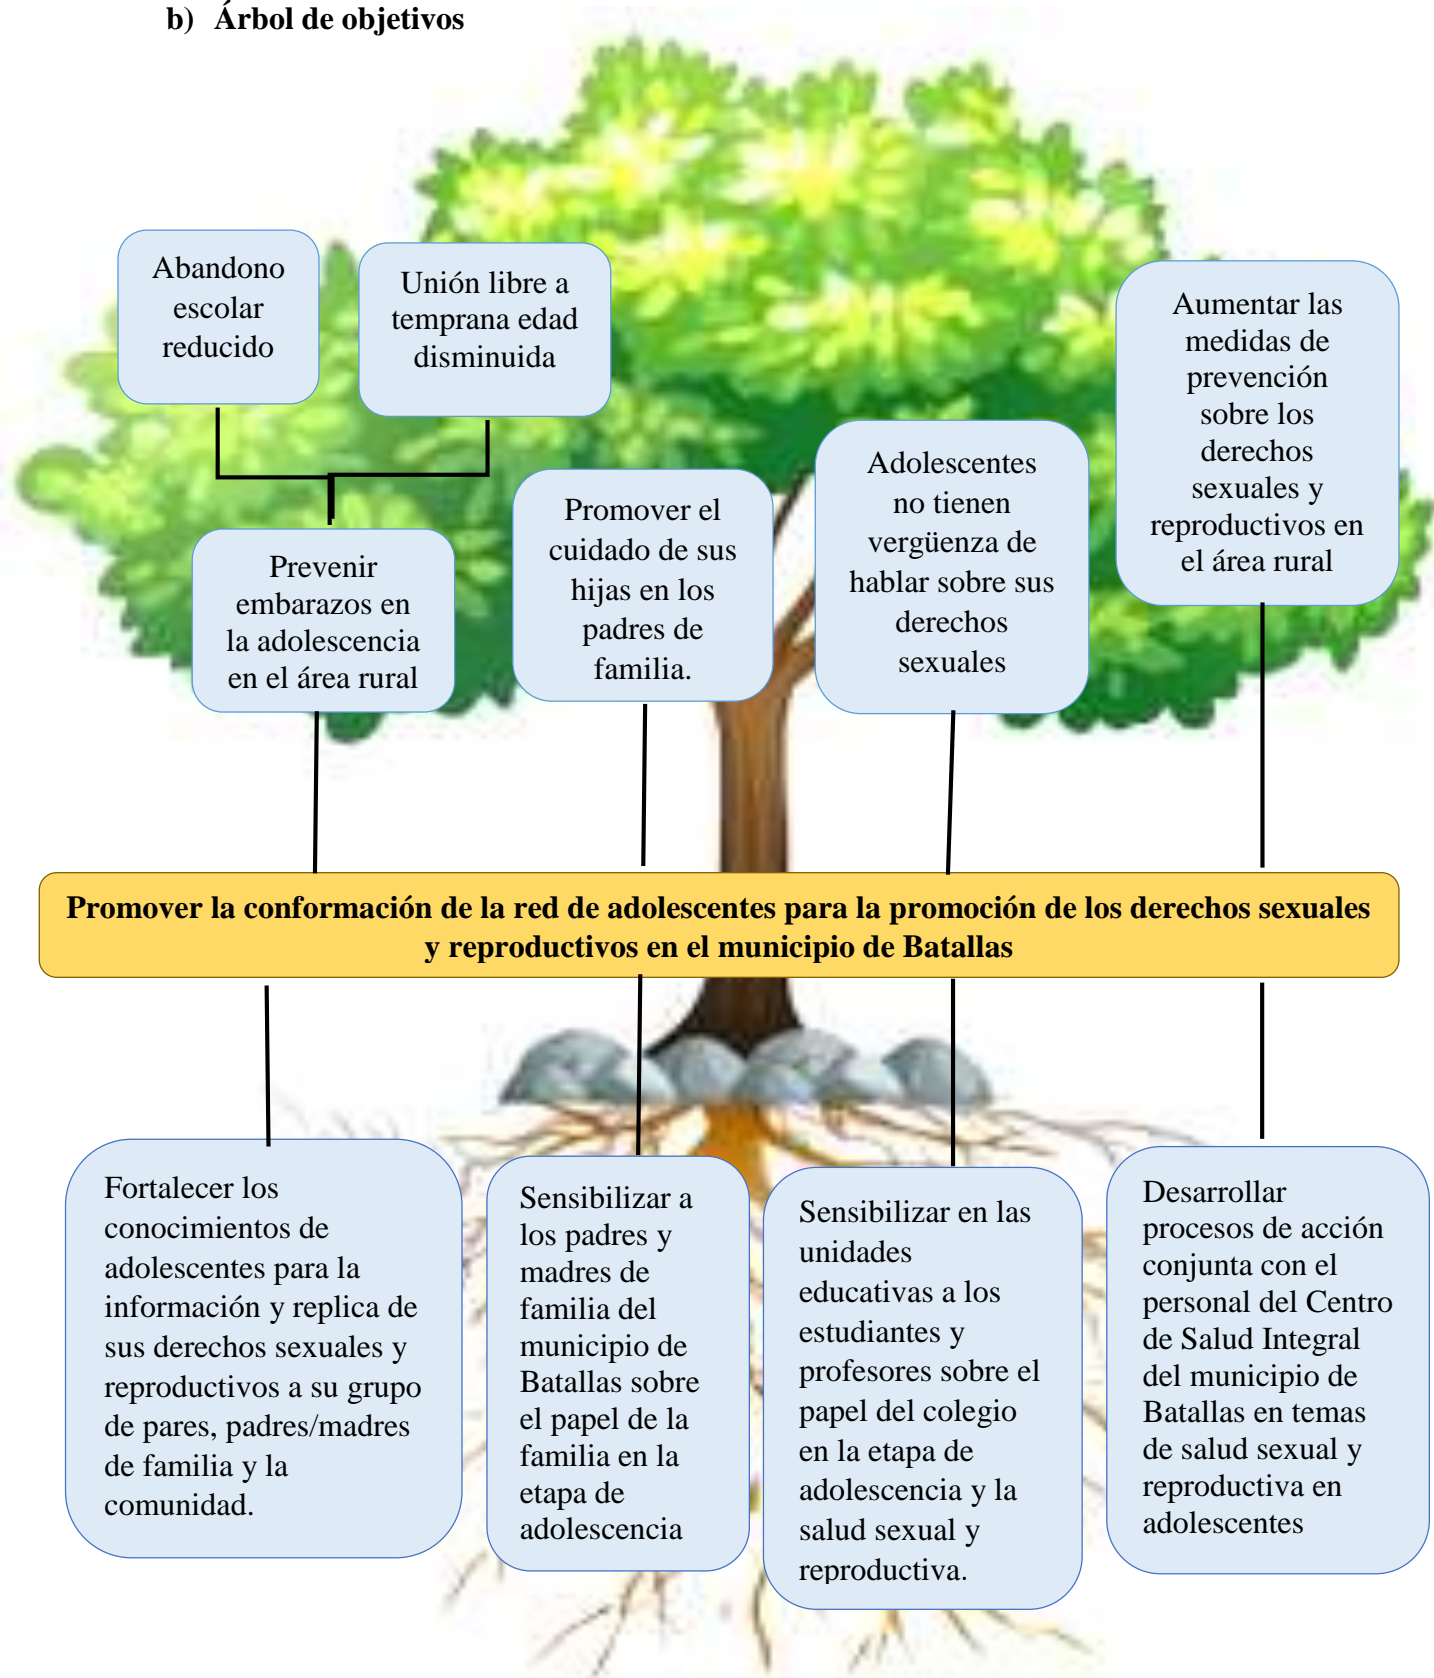 b) Árbol de objetivos
Abandono
escolar
reducido
Unión libre a
temprana edad
disminuida
Aumentar las
medidas de
prevención
sobre los
derechos
sexuales y
reproductivos en
el área rural
Adolescentes
no tienen
vergüenza de
hablar sobre sus
derechos
sexuales
Promover el
cuidado de sus
hijas en los
padres de
familia.
Prevenir
embarazos en
la adolescencia
en el área rural
Promover la conformación de la red de adolescentes para la promoción de los derechos sexuales
y reproductivos en el municipio de Batallas
Fortalecer los
conocimientos de
adolescentes para la
información y replica de
sus derechos sexuales y
reproductivos a su grupo
de pares, padres/madres
de familia y la
comunidad.
Sensibilizar a
los padres y
madres de
familia del
municipio de
Batallas sobre
el papel de la
familia en la
etapa de
adolescencia
Sensibilizar en las
unidades
educativas a los
estudiantes y
profesores sobre el
papel del colegio
en la etapa de
adolescencia y la
salud sexual y
reproductiva.
Desarrollar
procesos de acción
conjunta con el
personal del Centro
de Salud Integral
del municipio de
Batallas en temas
de salud sexual y
reproductiva en
adolescentes